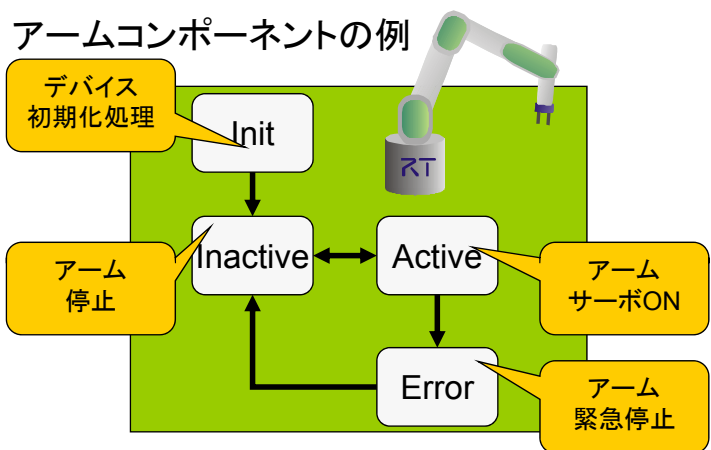 アームコンポーネントの例
デバイス
初期化処理
Init
RT
アーム
停止
Inactive
Active
アーム
サーボON
Error
アーム
緊急停止